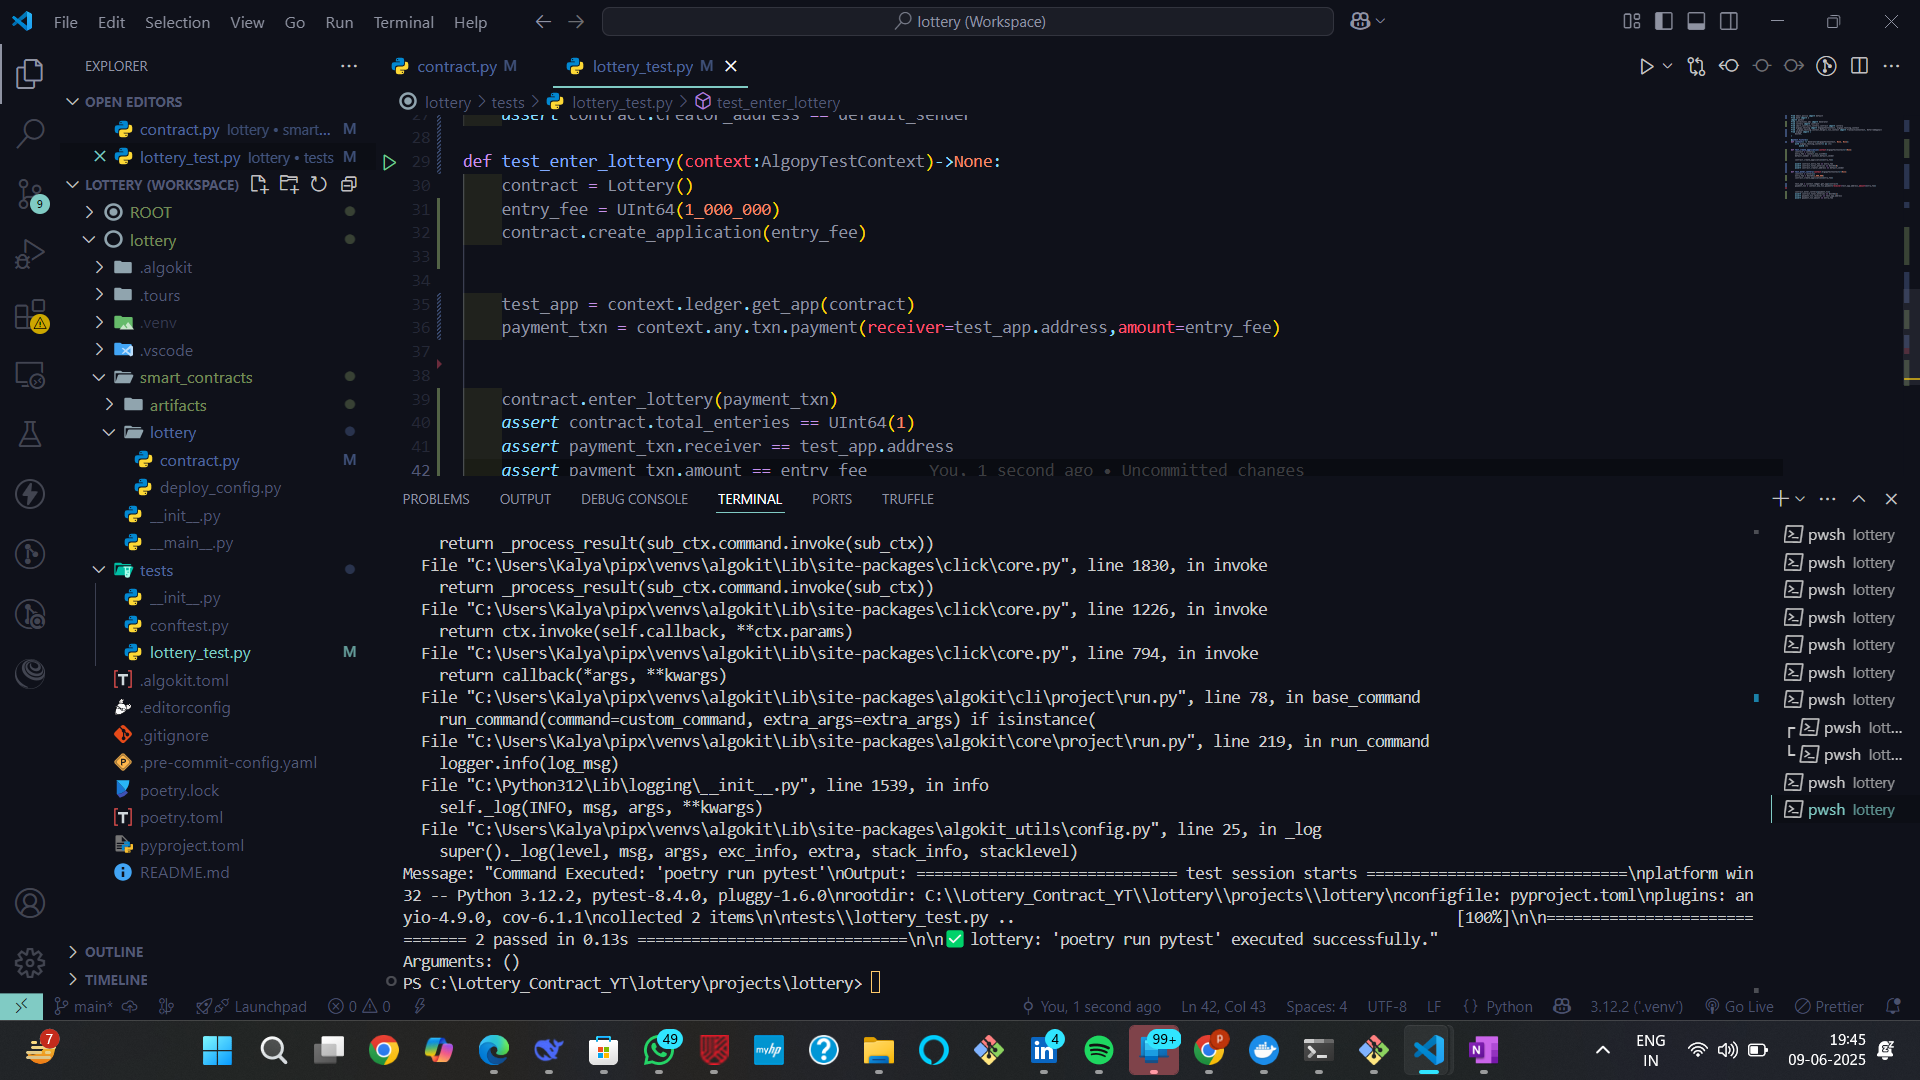 File Edit Selection View Go Run Terminal Help
lottery (Workspace)
EXPLORER
OPEN EDITORS
contract.py lottery • smart... M
lottery_test.py lottery • tests M
LOTTERY (WORKSPACE)
ROOT
lottery
.algokit
.tours
.venv
.vscode
smart_contracts
artifacts
lottery
contract.py M
deploy_config.py
__init__.py
__main__.py
tests
__init__.py
conftest.py
lottery_test.py M
.algokit.toml
.editorconfig
.gitignore
.pre-commit-config.yaml
poetry.lock
poetry.toml
pyproject.toml
README.md
OUTLINE
TIMELINE
9
contract.py M
lottery_test.py M
lottery > tests > lottery_test.py > test_enter_lottery
27 assert contract.creator_address == default_sender
28
29 def test_enter_lottery(context:AlgopyTestContext)->None:
30 contract = Lottery()
31 entry_fee = UInt64(1_000_000)
32 contract.create_application(entry_fee)
33
34
35 test_app = context.ledger.get_app(contract)
36 payment_txn = context.any.txn.payment(receiver=test_app.address,amount=entry_fee)
37
38
39 contract.enter_lottery(payment_txn)
40 assert contract.total_enteries == UInt64(1)
41 assert payment_txn.receiver == test_app.address
42 assert payment_txn.amount == entry_fee You, 1 second ago • Uncommitted changes
PROBLEMS OUTPUT DEBUG CONSOLE TERMINAL PORTS TRUFFLE
return _process_result(sub_ctx.command.invoke(sub_ctx))
File "C:\Users\Kalya\pipx\venvs\algokit\Lib\site-packages\click\core.py", line 1830, in invoke
return _process_result(sub_ctx.command.invoke(sub_ctx))
File "C:\Users\Kalya\pipx\venvs\algokit\Lib\site-packages\click\core.py", line 1226, in invoke
return ctx.invoke(self.callback, **ctx.params)
File "C:\Users\Kalya\pipx\venvs\algokit\Lib\site-packages\click\core.py", line 794, in invoke
return callback(*args, **kwargs)
File "C:\Users\Kalya\pipx\venvs\algokit\Lib\site-packages\algokit\cli\project\run.py", line 78, in base_command
run_command(command=custom_command, extra_args=extra_args) if isinstance(
File "C:\Users\Kalya\pipx\venvs\algokit\Lib\site-packages\algokit\core\project\run.py", line 219, in run_command
logger.info(log_msg)
File "C:\Python312\Lib\logging\__init__.py", line 1539, in info
self._log(INFO, msg, args, **kwargs)
File "C:\Users\Kalya\pipx\venvs\algokit\Lib\site-packages\algokit_utils\config.py", line 25, in _log
super()._log(level, msg, args, exc_info, extra, stack_info, stacklevel)
Message: "Command Executed: 'poetry run pytest'\nOutput: ============================ test session starts ============================\nplatform win
32 -- Python 3.12.2, pytest-8.4.0, pluggy-1.6.0\nrootdir: C:\\Lottery_Contract_YT\\lottery\\projects\\lottery\nconfigfile: pyproject.toml\nplugins: an
yio-4.9.0, cov-6.1.1\ncollected 2 items\n\ntests\\lottery_test.py .. [100%]\n\n======================
======= 2 passed in 0.13s =============================\n\n✅ lottery: 'poetry run pytest' executed successfully."
Arguments: ()
PS C:\Lottery_Contract_YT\lottery\projects\lottery>
pwsh lottery
pwsh lottery
pwsh lottery
pwsh lottery
pwsh lottery
pwsh lottery
pwsh lottery
pwsh lott...
pwsh lott...
pwsh lottery
pwsh lottery
main* Launchpad 0 0 You, 1 second ago Ln 42, Col 43 Spaces: 4 UTF-8 LF {} Python 3.12.2 ('.venv') Go Live Prettier
7 49 myhp 4 99+ P ENG IN 19:45 09-06-2025